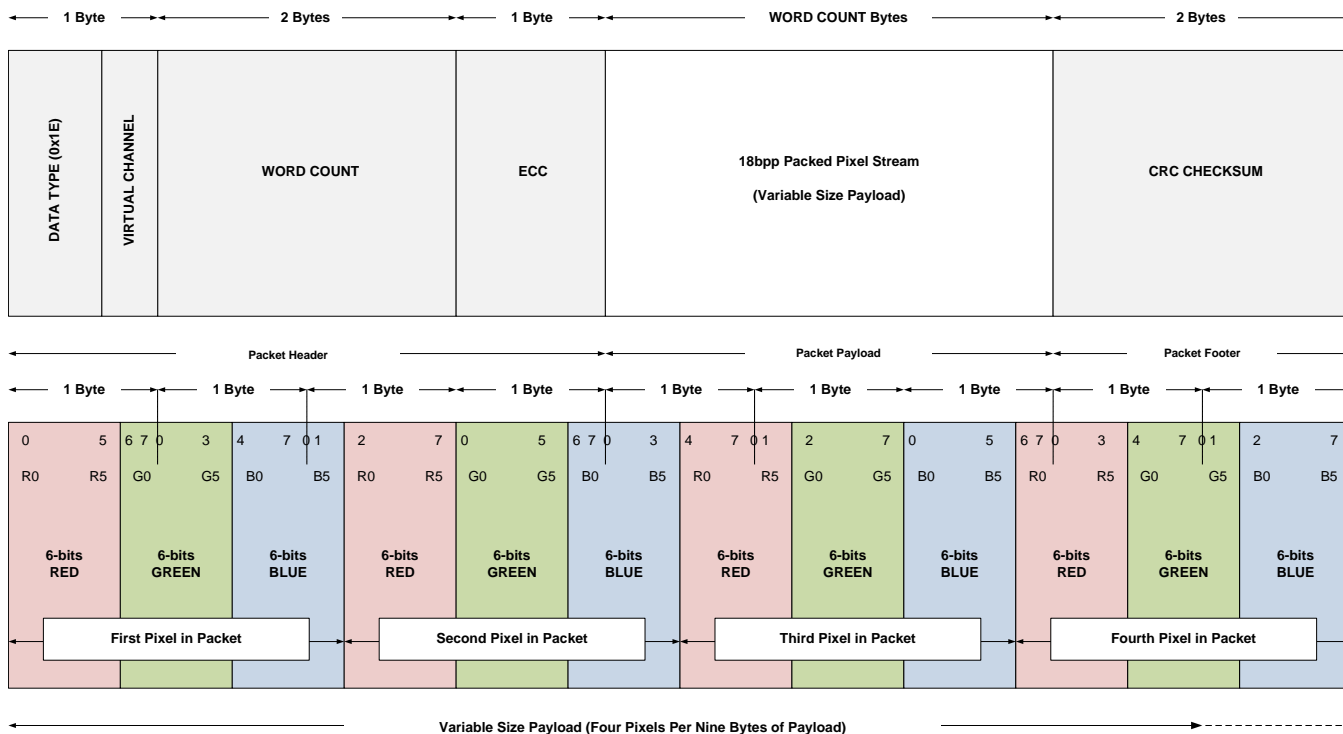 1 Byte 2 Bytes 1 Byte WORD COUNT Bytes 2 Bytes
DATA TYPE (0x1E)
VIRTUAL CHANNEL
WORD COUNT
ECC
18bpp Packed Pixel Stream
(Variable Size Payload)
CRC CHECKSUM
Packet Header Packet Payload Packet Footer
1 Byte 1 Byte 1 Byte 1 Byte 1 Byte 1 Byte 1 Byte 1 Byte 1 Byte
0 5 6 7 0 3 4 7 0 1 2 7 0 5 6 7 0 3 4 7 0 1 2 7 0 5 6 7 0 3 4 7 0 1 2 7
R0 R5 G0 G5 B0 B5 R0 R5 G0 G5 B0 B5 R0 R5 G0 G5 B0 B5 R0 R5 G0 G5 B0 B5
6-bits 6-bits 6-bits 6-bits 6-bits 6-bits 6-bits 6-bits 6-bits 6-bits 6-bits 6-bits
RED GREEN BLUE RED GREEN BLUE RED GREEN BLUE RED GREEN BLUE
First Pixel in Packet Second Pixel in Packet Third Pixel in Packet Fourth Pixel in Packet
Variable Size Payload (Four Pixels Per Nine Bytes of Payload)